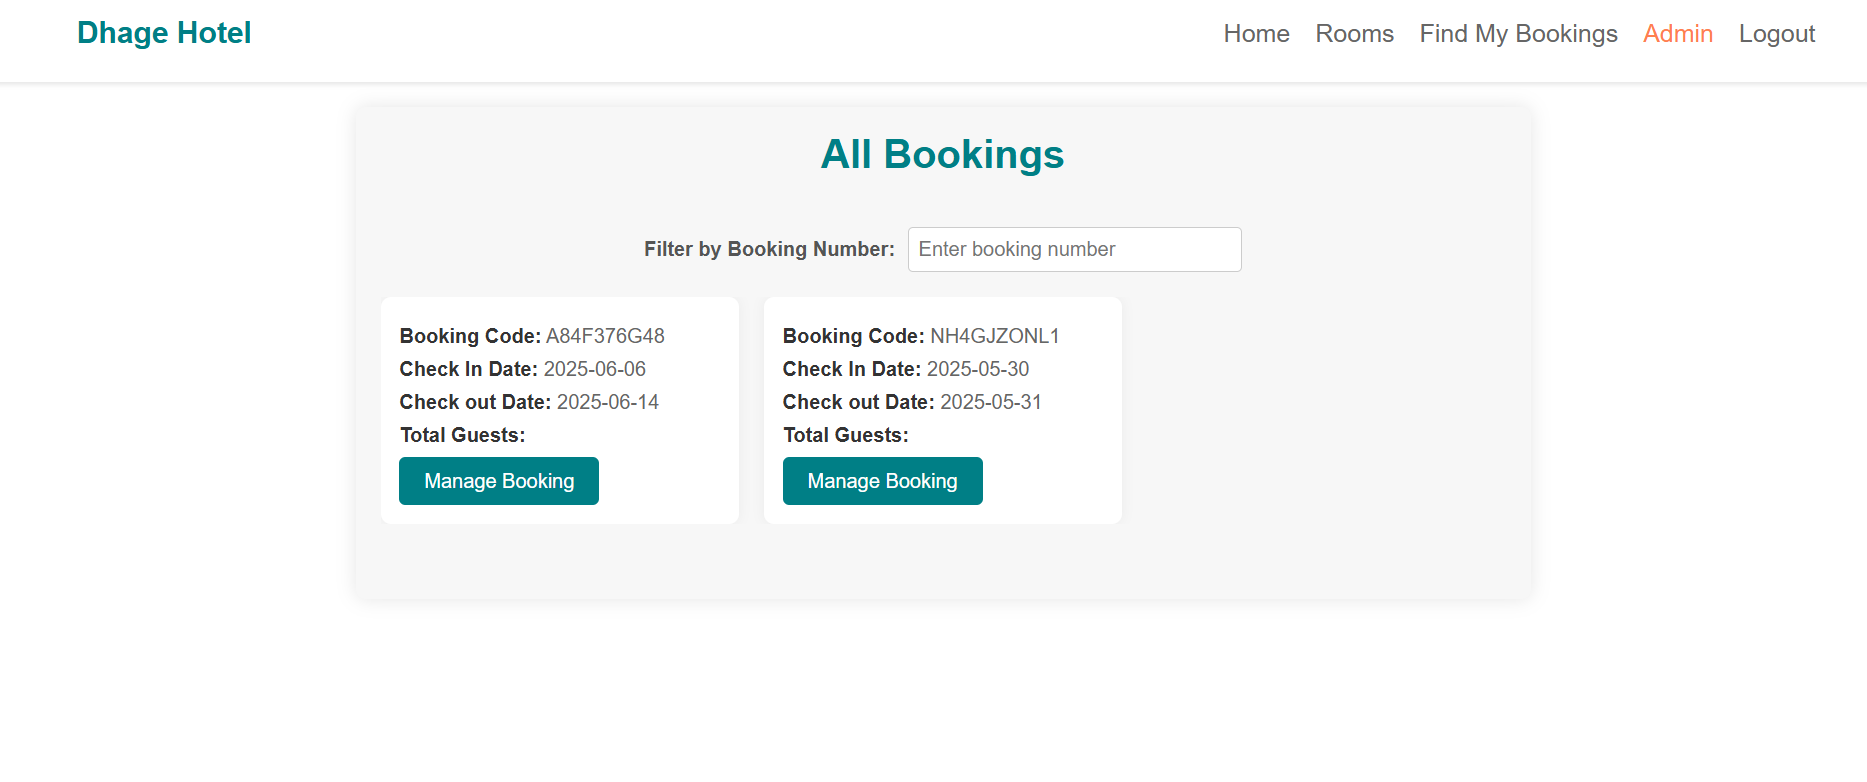 Dhage Hotel
Home Rooms Find My Bookings Admin Logout
All Bookings
Filter by Booking Number: Enter booking number
Booking Code: A84F376G48
Check In Date: 2025-06-06
Check out Date: 2025-06-14
Total Guests:
Manage Booking
Booking Code: NH4GJZONL1
Check In Date: 2025-05-30
Check out Date: 2025-05-31
Total Guests:
Manage Booking